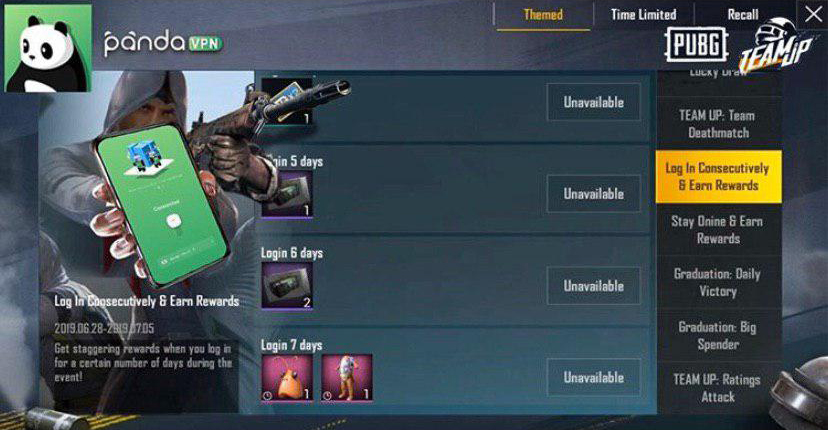 Themed
Time Limited
Recall
panda VPN
PUBG
TEAM UP
Lucky Draw
1
Unavailable
TEAM UP: Team
Deathmatch
Login 5 days
1
Unavailable
Log In Consecutively
& Earn Rewards
Stay Onine & Earn
Rewards
Login 6 days
2
Unavailable
Graduation: Daily
Victory
Connected
Log In Consecutively & Earn Rewards
2019.06.28-2019.07.05
Get staggering rewards when you log in
for a certain number of days during the
event!
Graduation: Big
Spender
Login 7 days
1
1
Unavailable
TEAM UP: Ratings
Attack